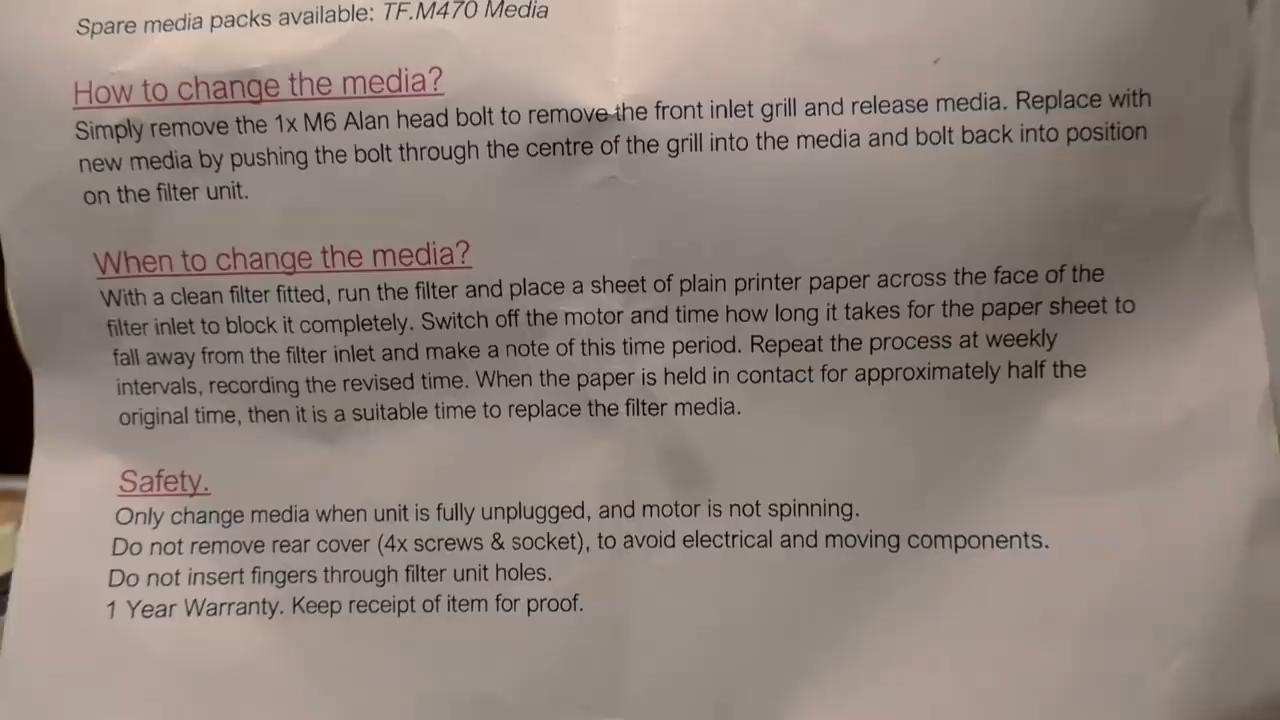 Spare media packs available: TF.M470 Media
How to change the media?
Simply remove the 1x M6 Alan head bolt to remove the front inlet grill and release media. Replace with
new media by pushing the bolt through the centre of the grill into the media and bolt back into position
on the filter unit.
When to change the media?
With a clean filter fitted, run the filter and place a sheet of plain printer paper across the face of the
filter inlet to block it completely. Switch off the motor and time how long it takes for the paper sheet to
fall away from the filter inlet and make a note of this time period. Repeat the process at weekly
intervals, recording the revised time. When the paper is held in contact for approximately half the
original time, then it is a suitable time to replace the filter media.
Safety.
Only change media when unit is fully unplugged, and motor is not spinning.
Do not remove rear cover (4x screws & socket), to avoid electrical and moving components.
Do not insert fingers through filter unit holes.
1 Year Warranty. Keep receipt of item for proof.